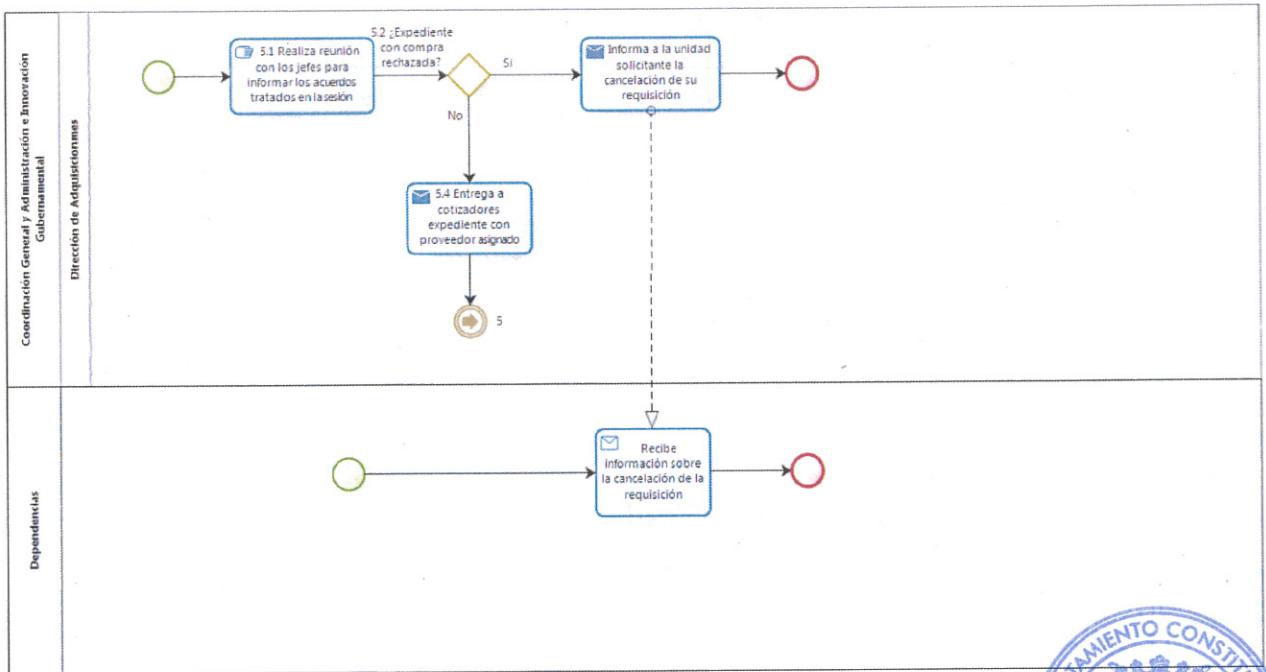 Coordinación General y Administración e Innovación
Gubernamental
Dirección de Adquisicionmes
5.1 Realiza reunión
con los jefes para
informar los acuerdos
tratados en la sesión
5.2 ¿Expediente
con compra
rechazada?
Si
No
Informa a la unidad
solicitante la
cancelación de su
requisición
5.4 Entrega a
cotizadores
expediente con
proveedor asignado
5
Dependencias
Recibe
información sobre
la cancelación de la
requisición